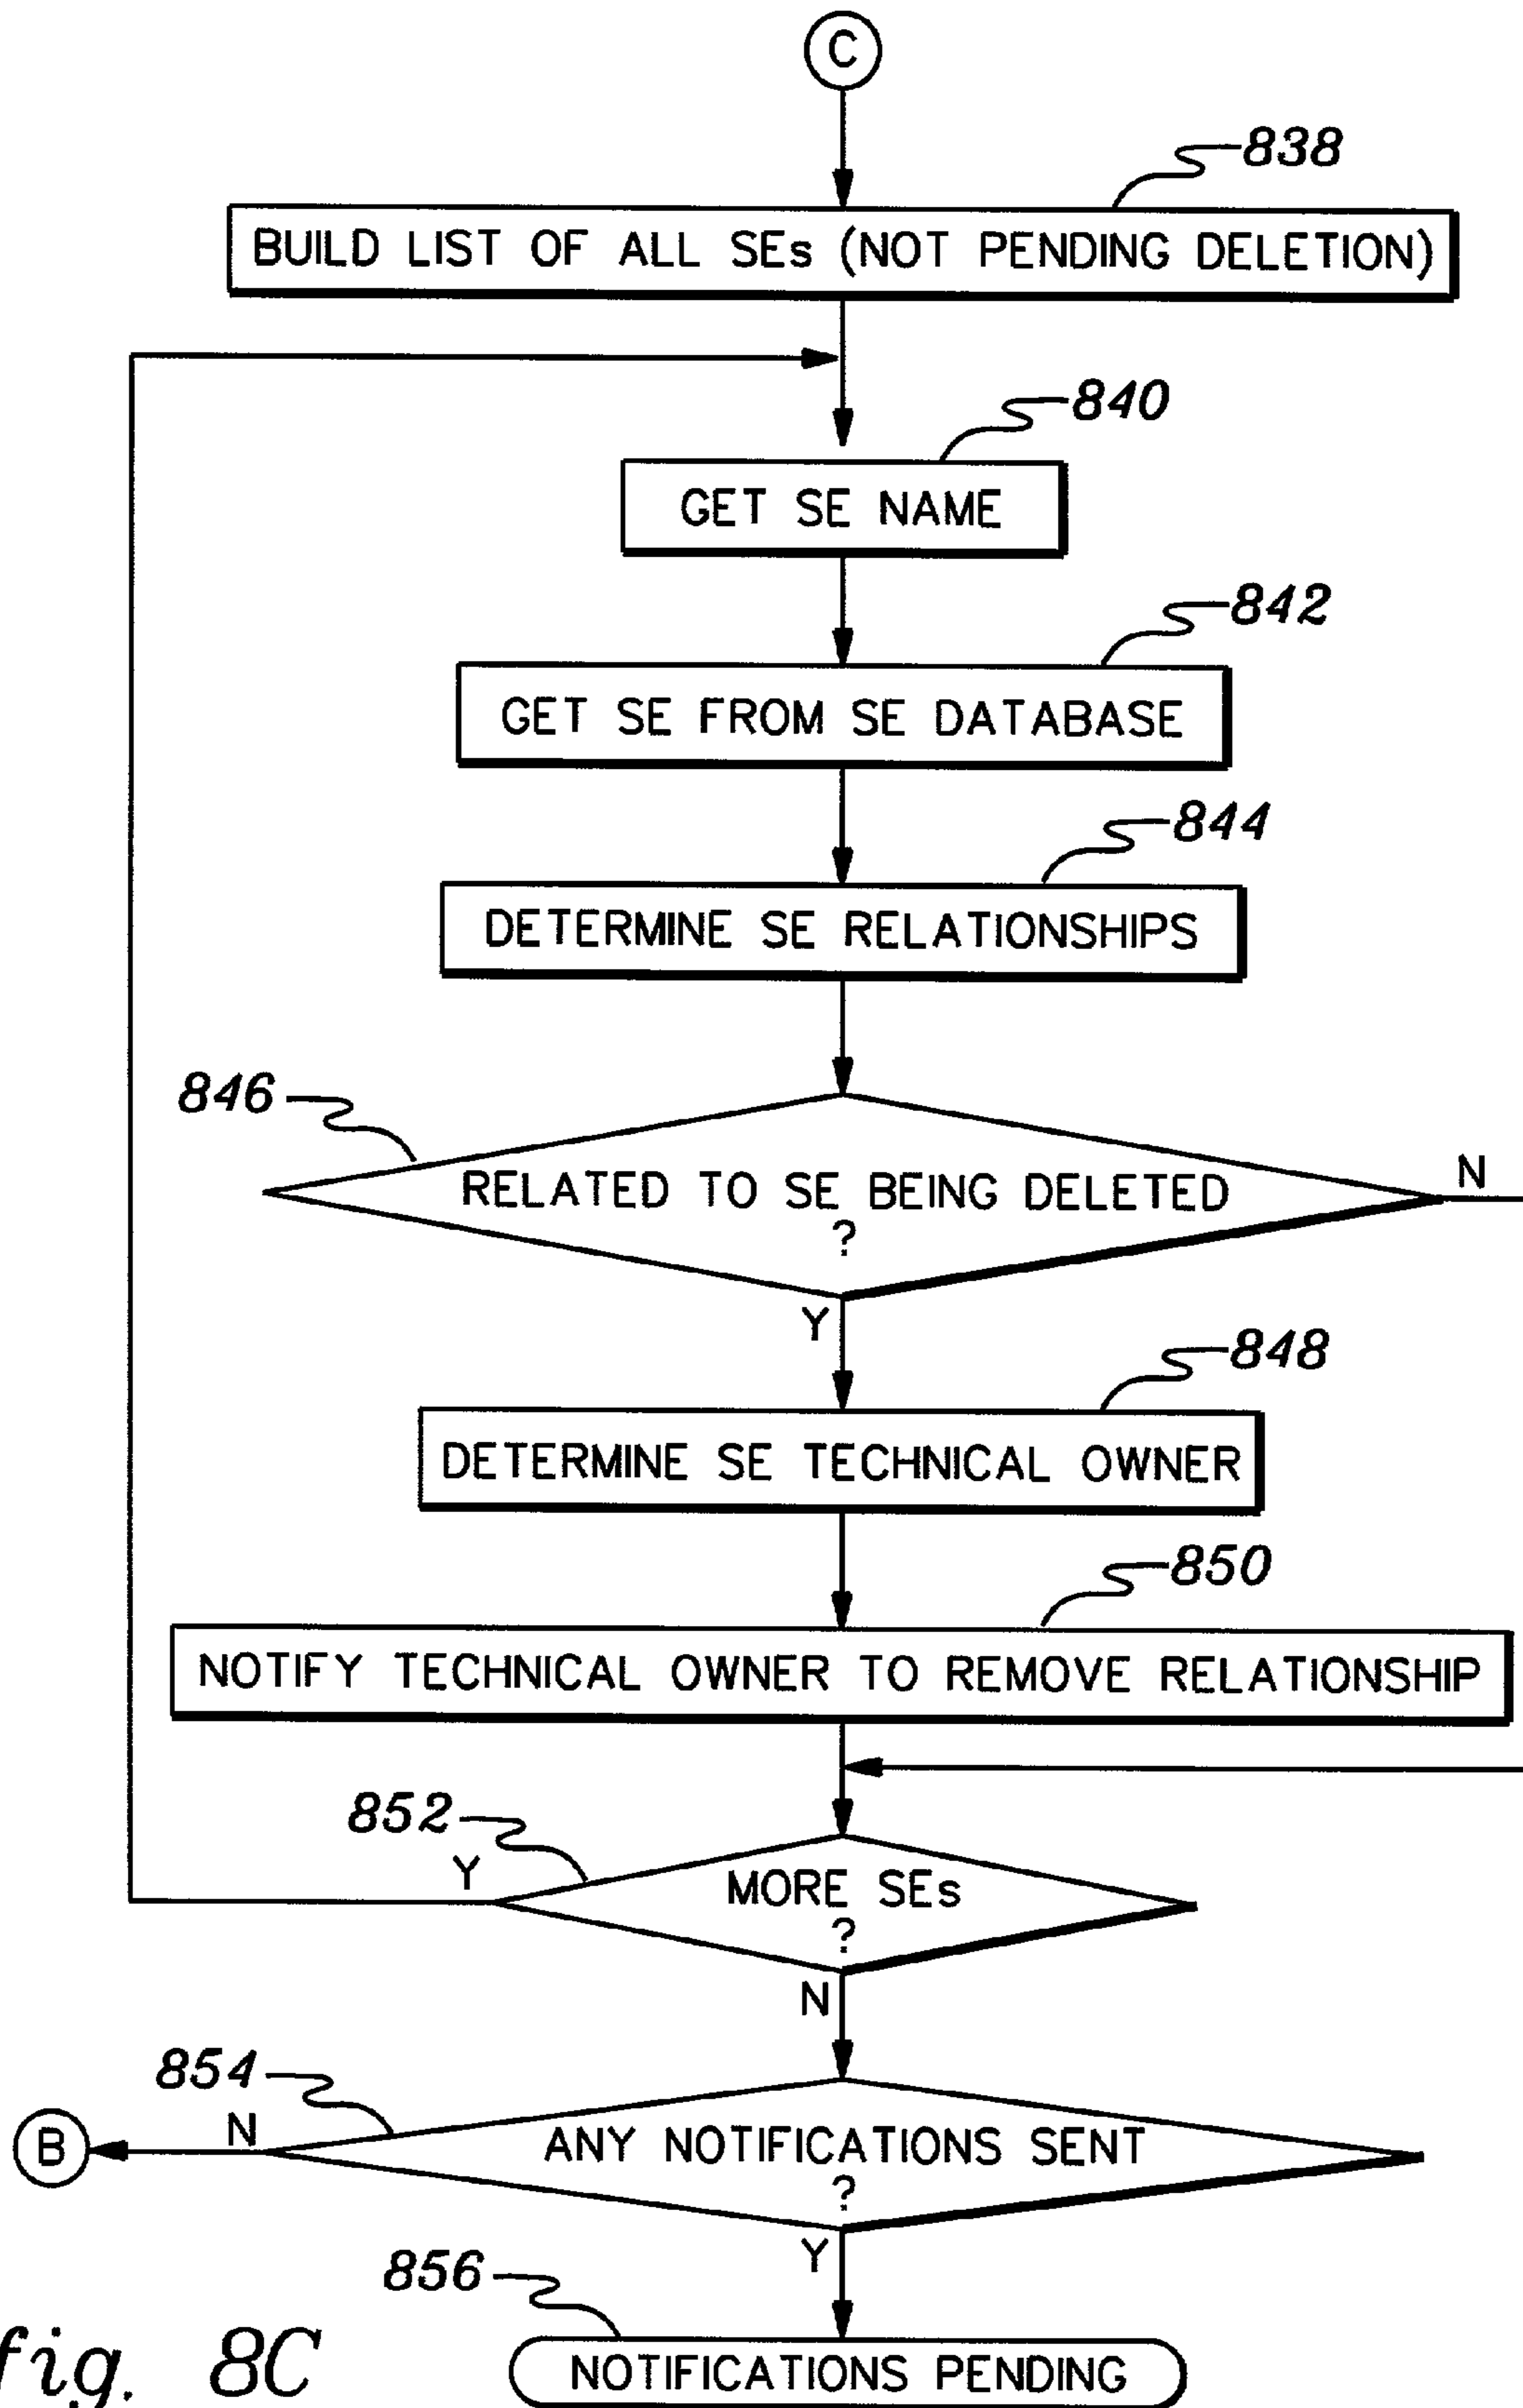 C
838
BUILD LIST OF ALL SEs (NOT PENDING DELETION)
840
GET SE NAME
842
GET SE FROM SE DATABASE
844
DETERMINE SE RELATIONSHIPS
846
RELATED TO SE BEING DELETED
?
N
Y
848
DETERMINE SE TECHNICAL OWNER
850
NOTIFY TECHNICAL OWNER TO REMOVE RELATIONSHIP
852
Y
MORE SEs
?
N
854
B
N
ANY NOTIFICATIONS SENT
?
Y
856
NOTIFICATIONS PENDING
fig. 8C